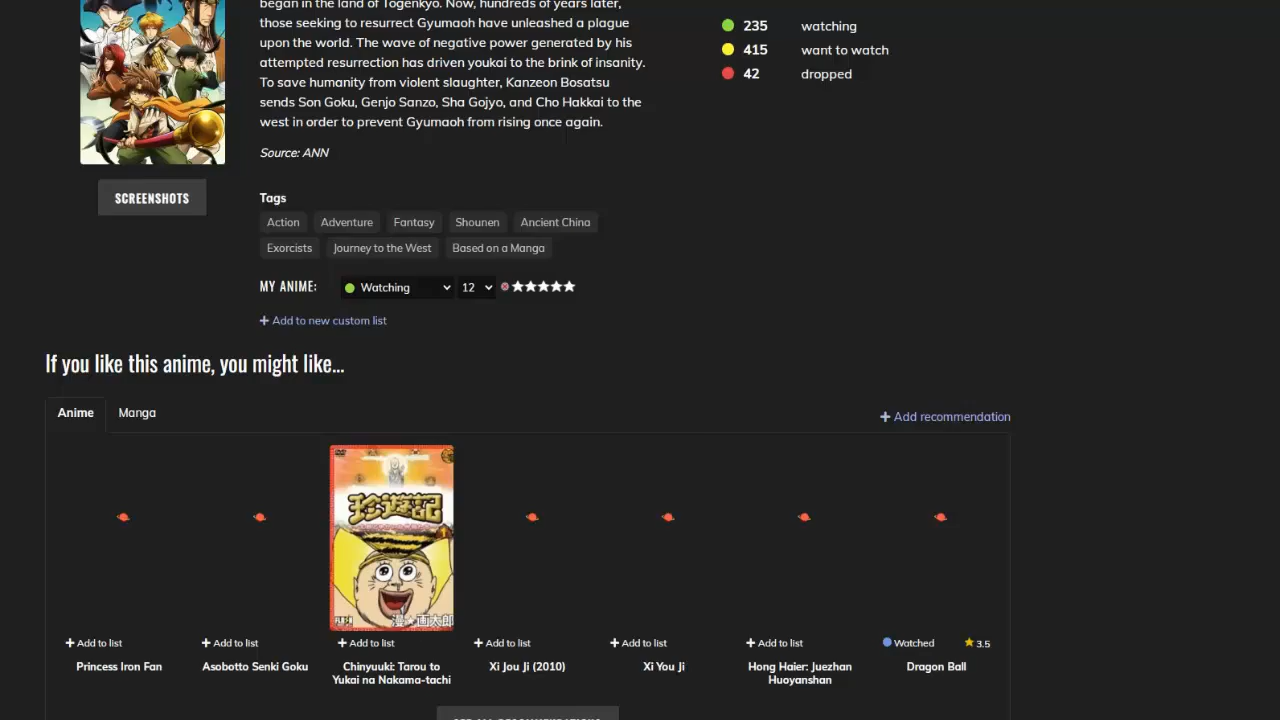 began in the land of Togenkyo. Now, hundreds of years later,
those seeking to resurrect Gyumaoh have unleashed a plague
upon the world. The wave of negative power generated by his
attempted resurrection has driven youkai to the brink of insanity.
To save humanity from violent slaughter, Kanzeon Bosatsu
sends Son Goku, Genjo Sanzo, Sha Gojyo, and Cho Hakkai to the
west in order to prevent Gyumaoh from rising once again.
Source: ANN
235 watching
415 want to watch
42 dropped
SCREENSHOTS
Tags
Action Adventure Fantasy Shounen Ancient China
Exorcists Journey to the West Based on a Manga
MY ANIME: Watching 12
+ Add to new custom list
If you like this anime, you might like...
Anime Manga
+ Add recommendation
珍遊記
1
漫☆画太郎
+ Add to list + Add to list + Add to list + Add to list + Add to list + Add to list Watched 3.5
Princess Iron Fan
Asobotto Senki Goku
Chinyuuki: Tarou to
Yukai na Nakama-tachi
Xi Jou Ji (2010)
Xi You Ji
Hong Haier: Juezhan
Huoyanshan
Dragon Ball